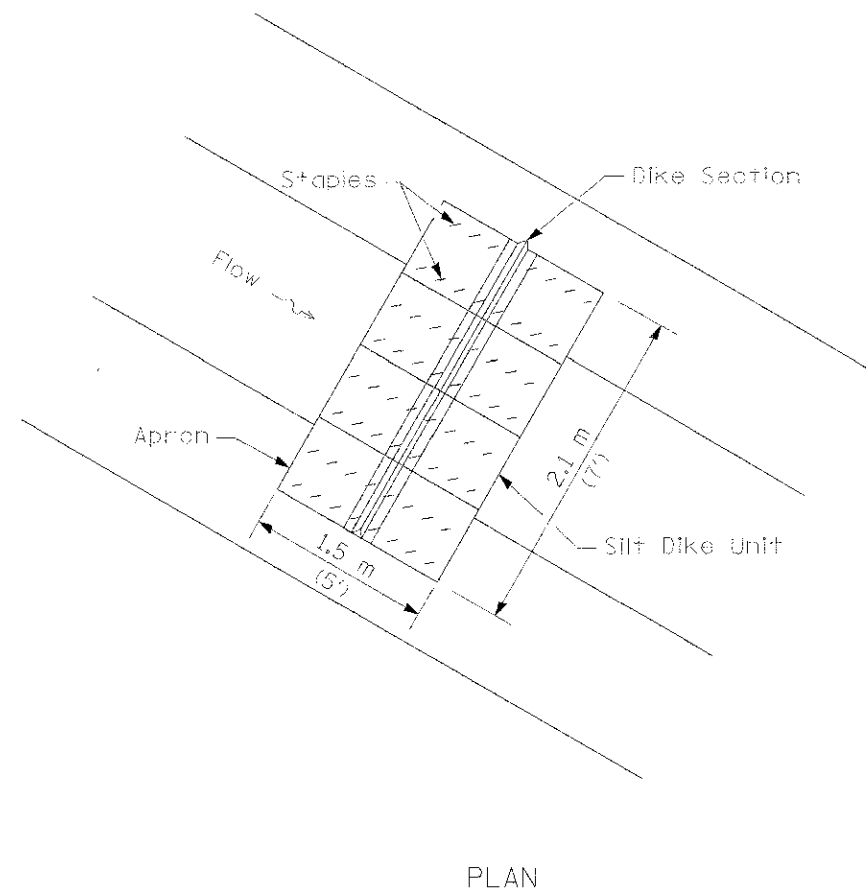 Staples
Dike Section
Flow
Apron
2.1 m
(7')
1.5 m
(5')
Silt Dike Unit
PLAN